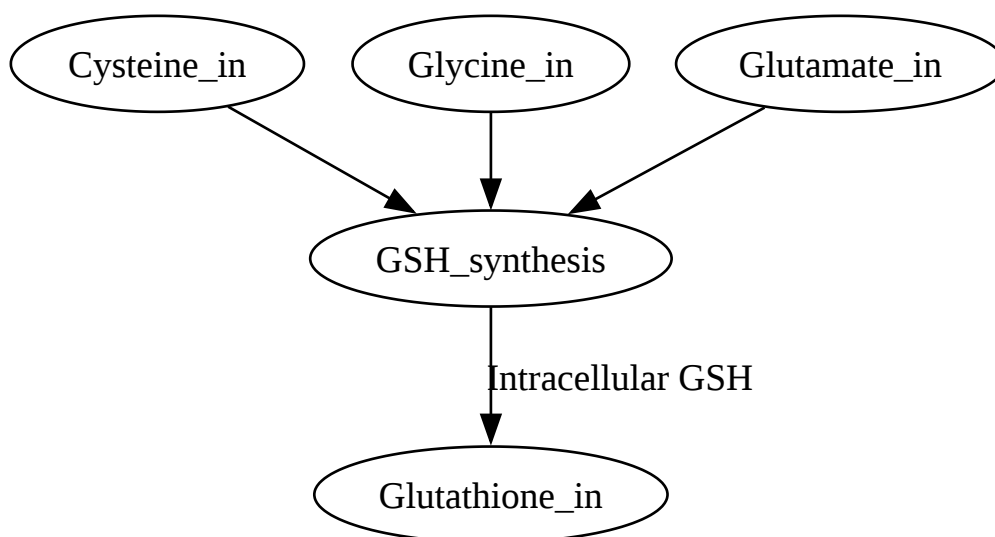 Cysteine_in
Glycine_in
Glutamate_in
GSH_synthesis
Intracellular GSH
Glutathione_in